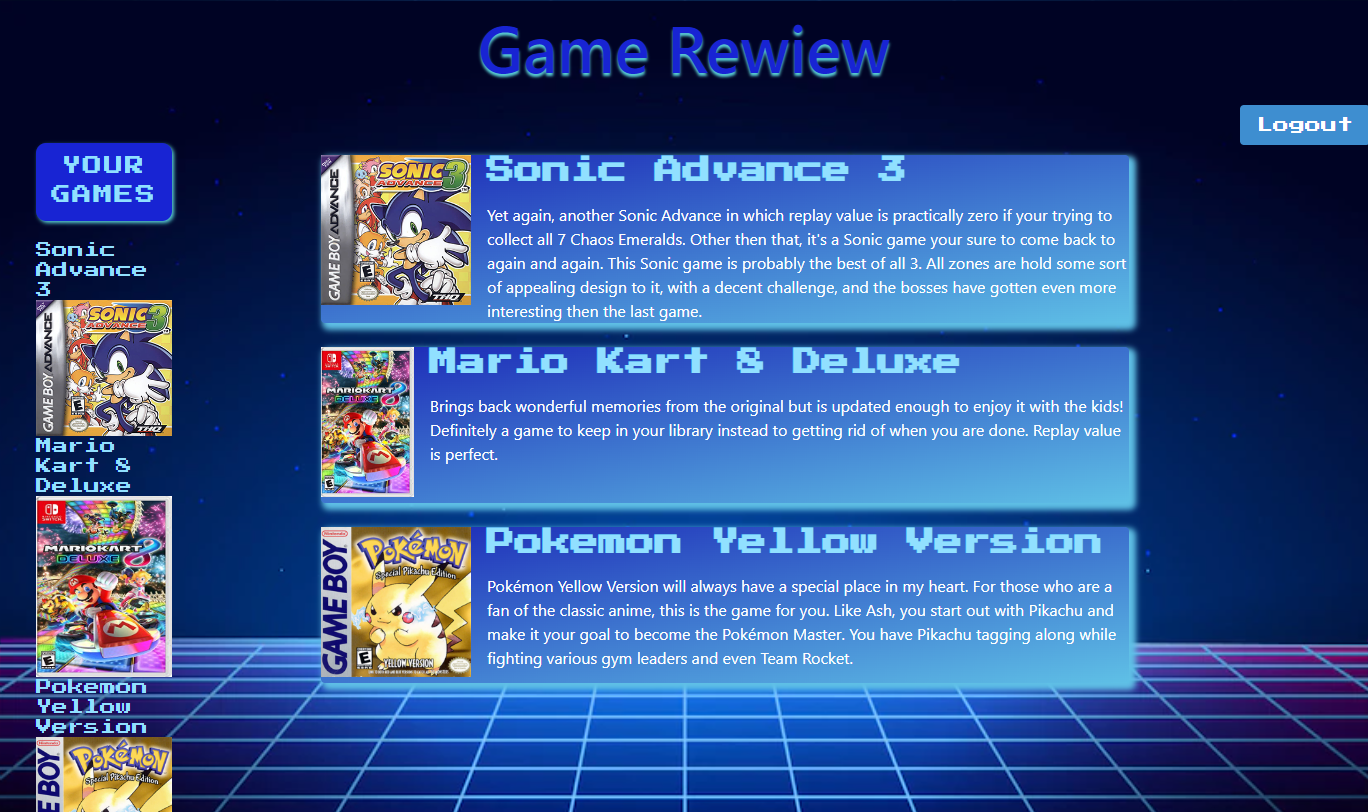 Game Rewiew
Logout
YOUR
GAMES
Sonic
Advance
3
GAME BOY ADVANCE
SONIC 3
ADVANCE
E
THQ
Mario
Kart 8
Deluxe
SWITCH
MARIOKART 8
DELUXE
E
Pokemon
Yellow
Version
GAME BOY
Pokémon
Special Pikachu Edition
GAME BOY ADVANCE
SONIC 3
ADVANCE
E
THQ
Sonic Advance 3
Yet again, another Sonic Advance in which replay value is practically zero if your trying to
collect all 7 Chaos Emeralds. Other then that, it's a Sonic game your sure to come back to
again and again. This Sonic game is probably the best of all 3. All zones are hold some sort
of appealing design to it, with a decent challenge, and the bosses have gotten even more
interesting then the last game.
MARIOKART 8
DELUXE
E
Mario Kart 8 Deluxe
Brings back wonderful memories from the original but is updated enough to enjoy it with the kids!
Definitely a game to keep in your library instead to getting rid of when you are done. Replay value
is perfect.
Nintendo
GAME BOY
Pokémon
Special Pikachu Edition
E
YELLOW VERSION
Pokemon Yellow Version
Pokémon Yellow Version will always have a special place in my heart. For those who are a
fan of the classic anime, this is the game for you. Like Ash, you start out with Pikachu and
make it your goal to become the Pokémon Master. You have Pikachu tagging along while
fighting various gym leaders and even Team Rocket.